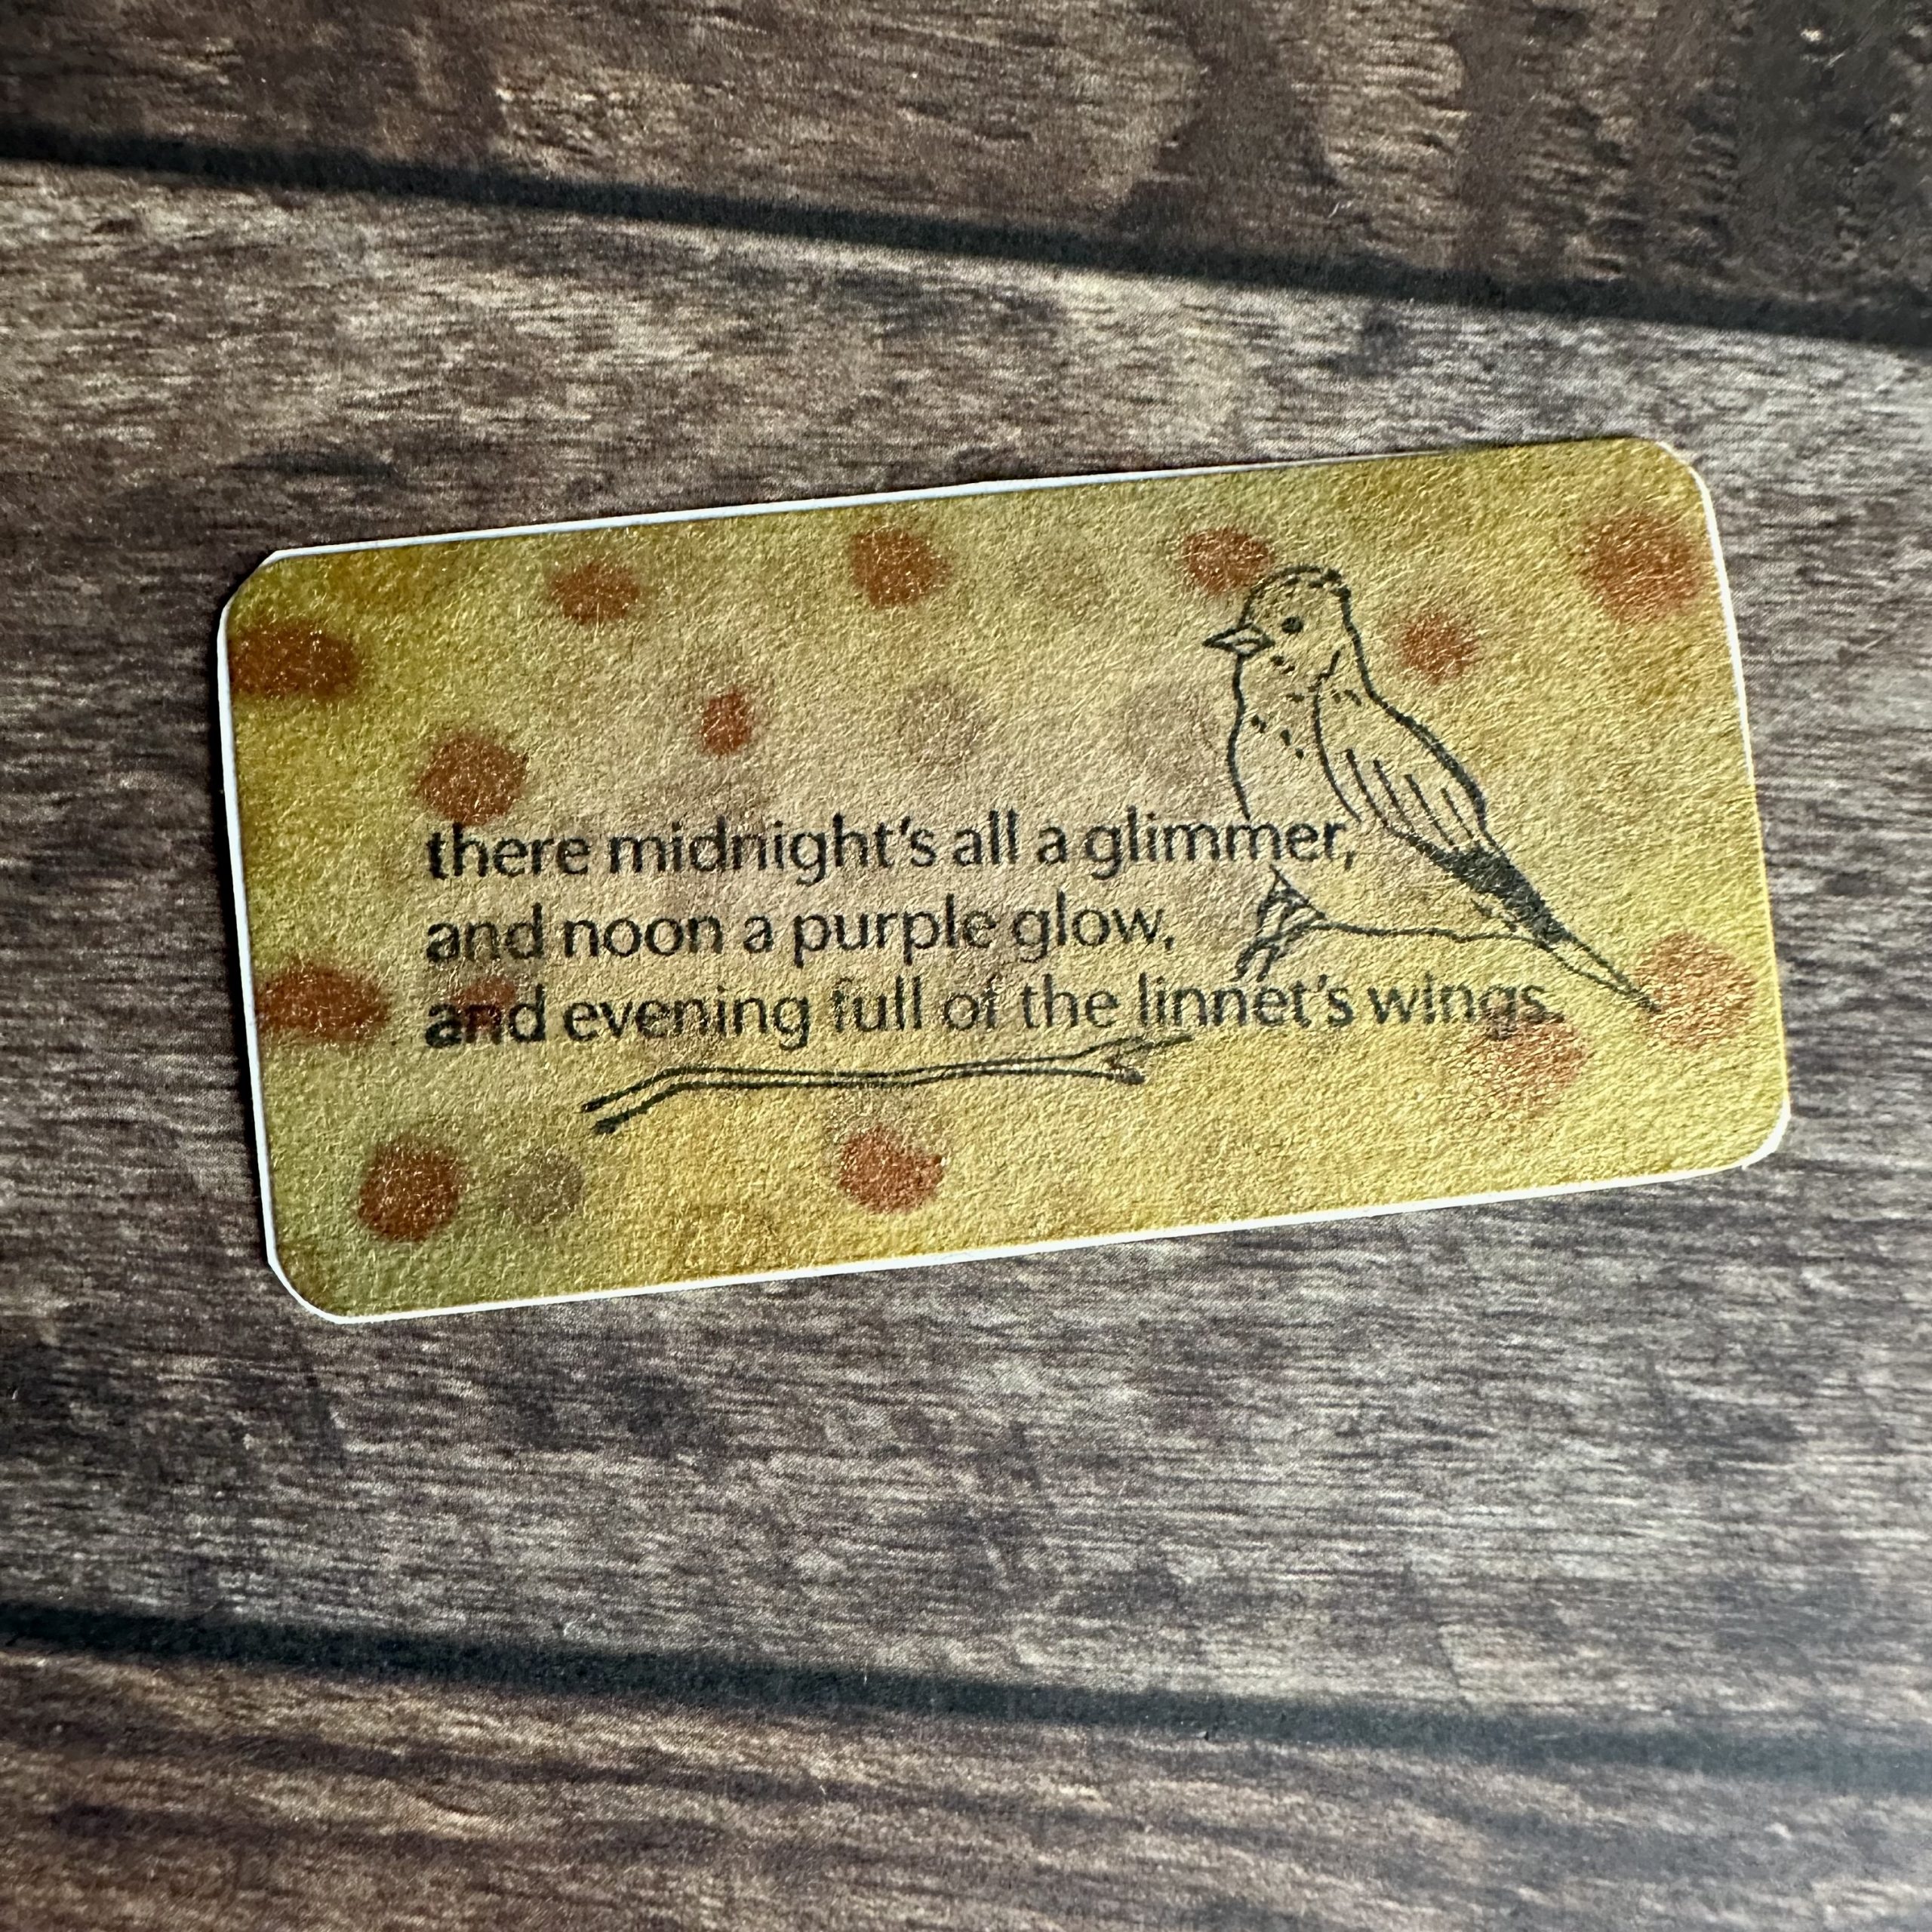 there midnight's all a glimmer,
and noon a purple glow,
and evening full of the linnet's wings.